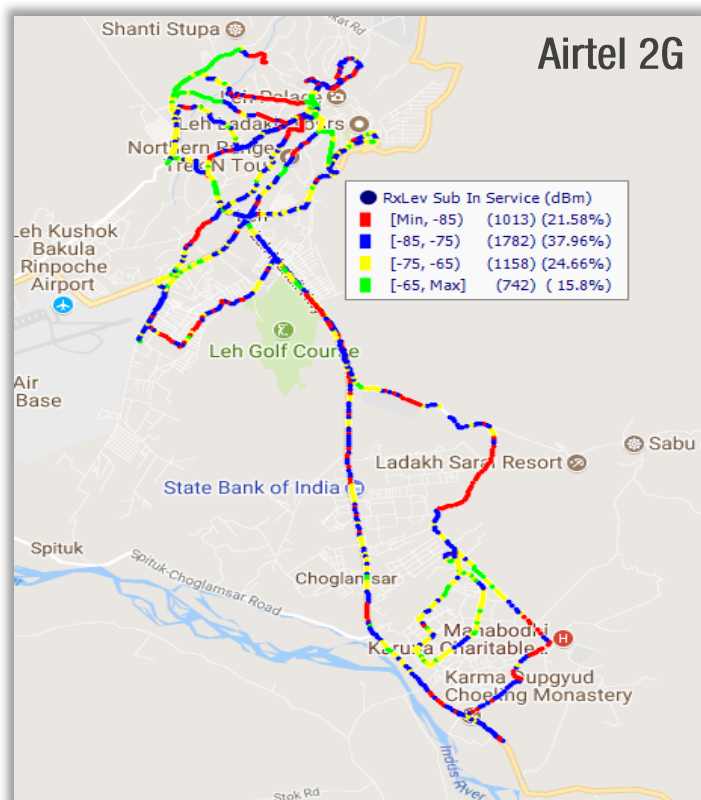 Shanti Stupa
Airtel 2G
Leh Palace
Leh Ladakh
Northern Range
Trek N Tou
RxLev Sub In Service (dBm)
[Min, -85) (1013) (21.58%)
[-85, -75) (1782) (37.96%)
[-75, -65) (1158) (24.66%)
[-65, Max] (742) ( 15.8%)
Leh
Leh Kushok
Bakula
Rinpoche
Airport
Leh Golf Course
Air
Base
Sabu
Ladakh Sarai Resort
State Bank of India
Spituk
Spituk-Choglamsar Road
Choglamsar
Mahabodhi
Karuna Charitable...
Karma Dupgyud
Choeling Monastery
Indus River
Stok Rd